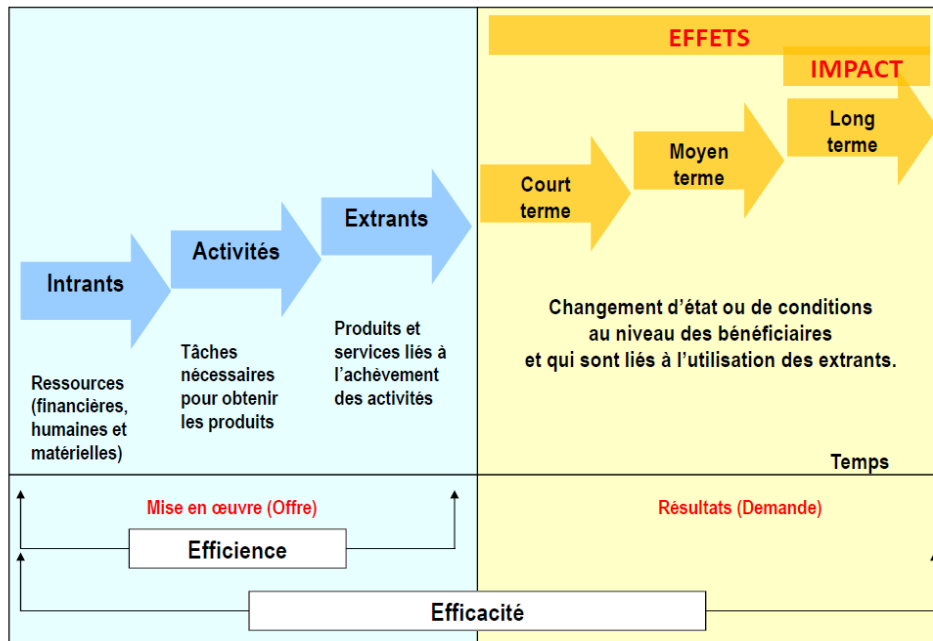 EFFETS
IMPACT
Long
terme
Moyen
terme
Court
terme
Extrants
Activités
Intrants
Changement d’état ou de conditions
au niveau des bénéficiaires
et qui sont liés à l’utilisation des extrants.
Produits et
services liés à
l’achèvement
des activités
Tâches
nécessaires
pour obtenir
les produits
Ressources
(financières,
humaines et
matérielles)
Temps
Mise en œuvre (Offre)
Résultats (Demande)
Efficience
Efficacité